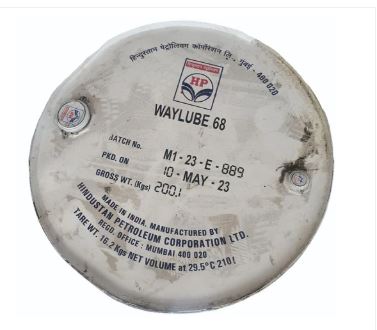 हिन्दुस्तान पेट्रोलियम कॉर्पोरेशन लि., मुंबई - 400 020
HP
WAYLUBE 68
BATCH No. M1-23-E-889
PKD. ON 10-MAY-23
GROSS WT. (Kgs) 200.1
MADE IN INDIA. MANUFACTURED BY
HINDUSTAN PETROLEUM CORPORATION LTD.
REGD. OFFICE : MUMBAI 400 020
TARE WT. 16.2 Kgs NET VOLUME at 29.5°C 210 l